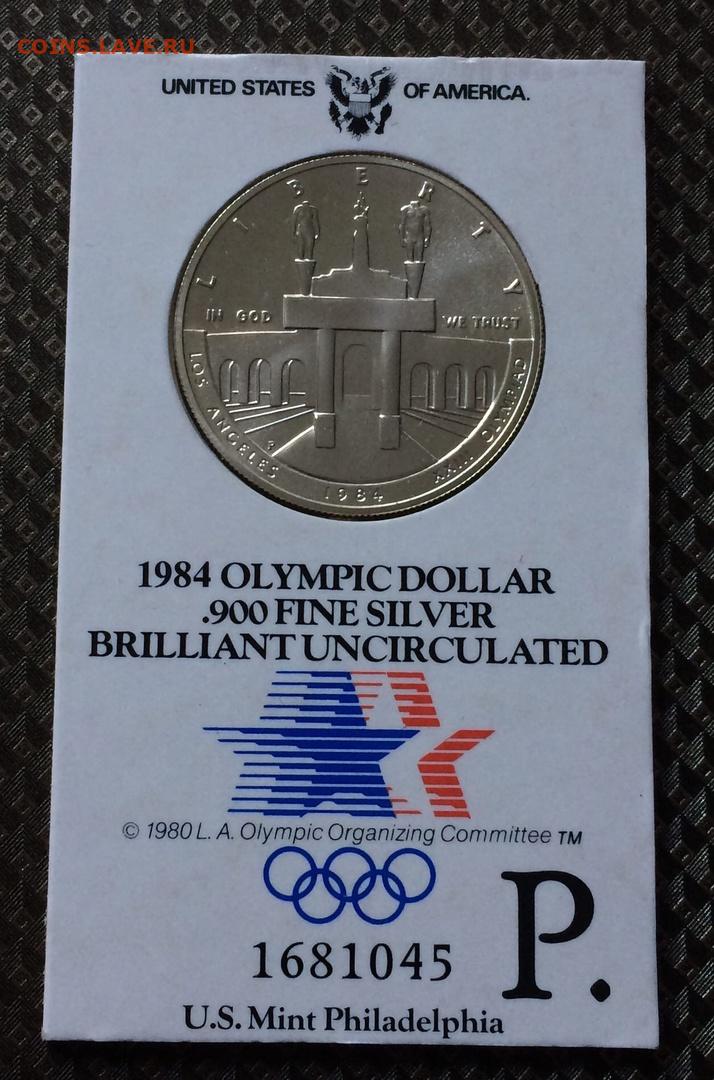 COINS.LAVE.RU
UNITED STATES OF AMERICA.
LIBERTY
IN GOD WE TRUST
LOS ANGELES XXIII OLYMPIAD
P
1984
1984 OLYMPIC DOLLAR
.900 FINE SILVER
BRILLIANT UNCIRCULATED
© 1980 L. A. Olympic Organizing Committee TM
P.
1681045
U.S. Mint Philadelphia